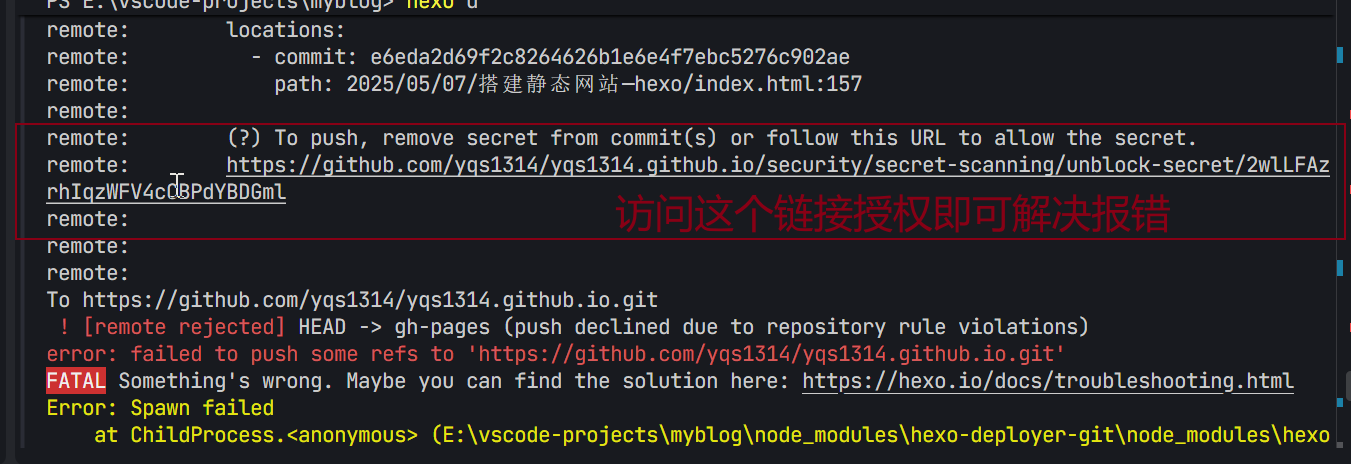 PS E:\vscode-projects\myblog> hexo d
remote: locations:
remote: - commit: e6eda2d69f2c8264626b1e6e4f7ebc5276c902ae
remote: path: 2025/05/07/搭建静态网站—hexo/index.html:157
remote:
remote: (?) To push, remove secret from commit(s) or follow this URL to allow the secret.
remote: https://github.com/yqs1314/yqs1314.github.io/security/secret-scanning/unblock-secret/2wlLFAz
rhIqzWFV4cCBPdYBDGml
访问这个链接授权即可解决报错
remote:
remote:
remote:
To https://github.com/yqs1314/yqs1314.github.io.git
! [remote rejected] HEAD -> gh-pages (push declined due to repository rule violations)
error: failed to push some refs to 'https://github.com/yqs1314/yqs1314.github.io.git'
FATAL Something's wrong. Maybe you can find the solution here: https://hexo.io/docs/troubleshooting.html
Error: Spawn failed
at ChildProcess.<anonymous> (E:\vscode-projects\myblog\node_modules\hexo-deployer-git\node_modules\hexo